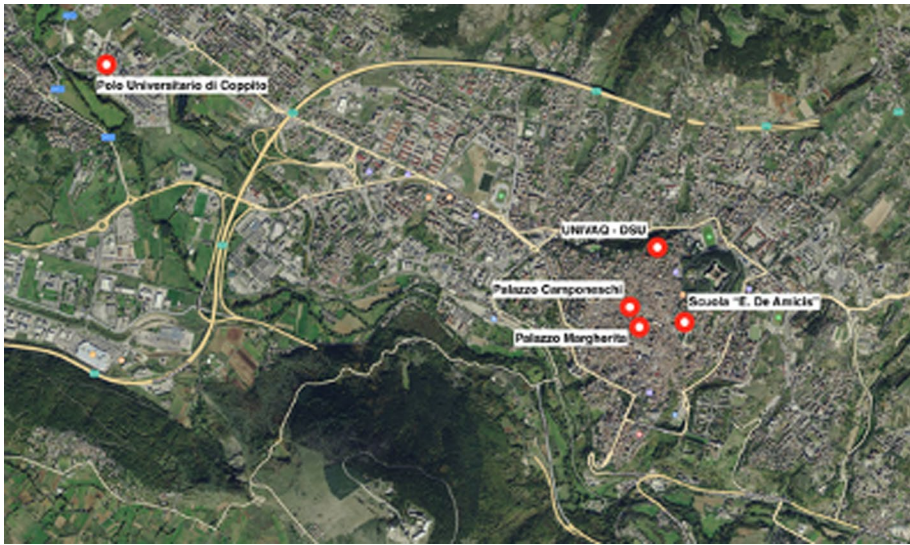 Polo Universitario di Coppito
UNIVAQ - DSU
Palazzo Camponeschi
Scuola "E. De Amicis"
Palazzo Margherita